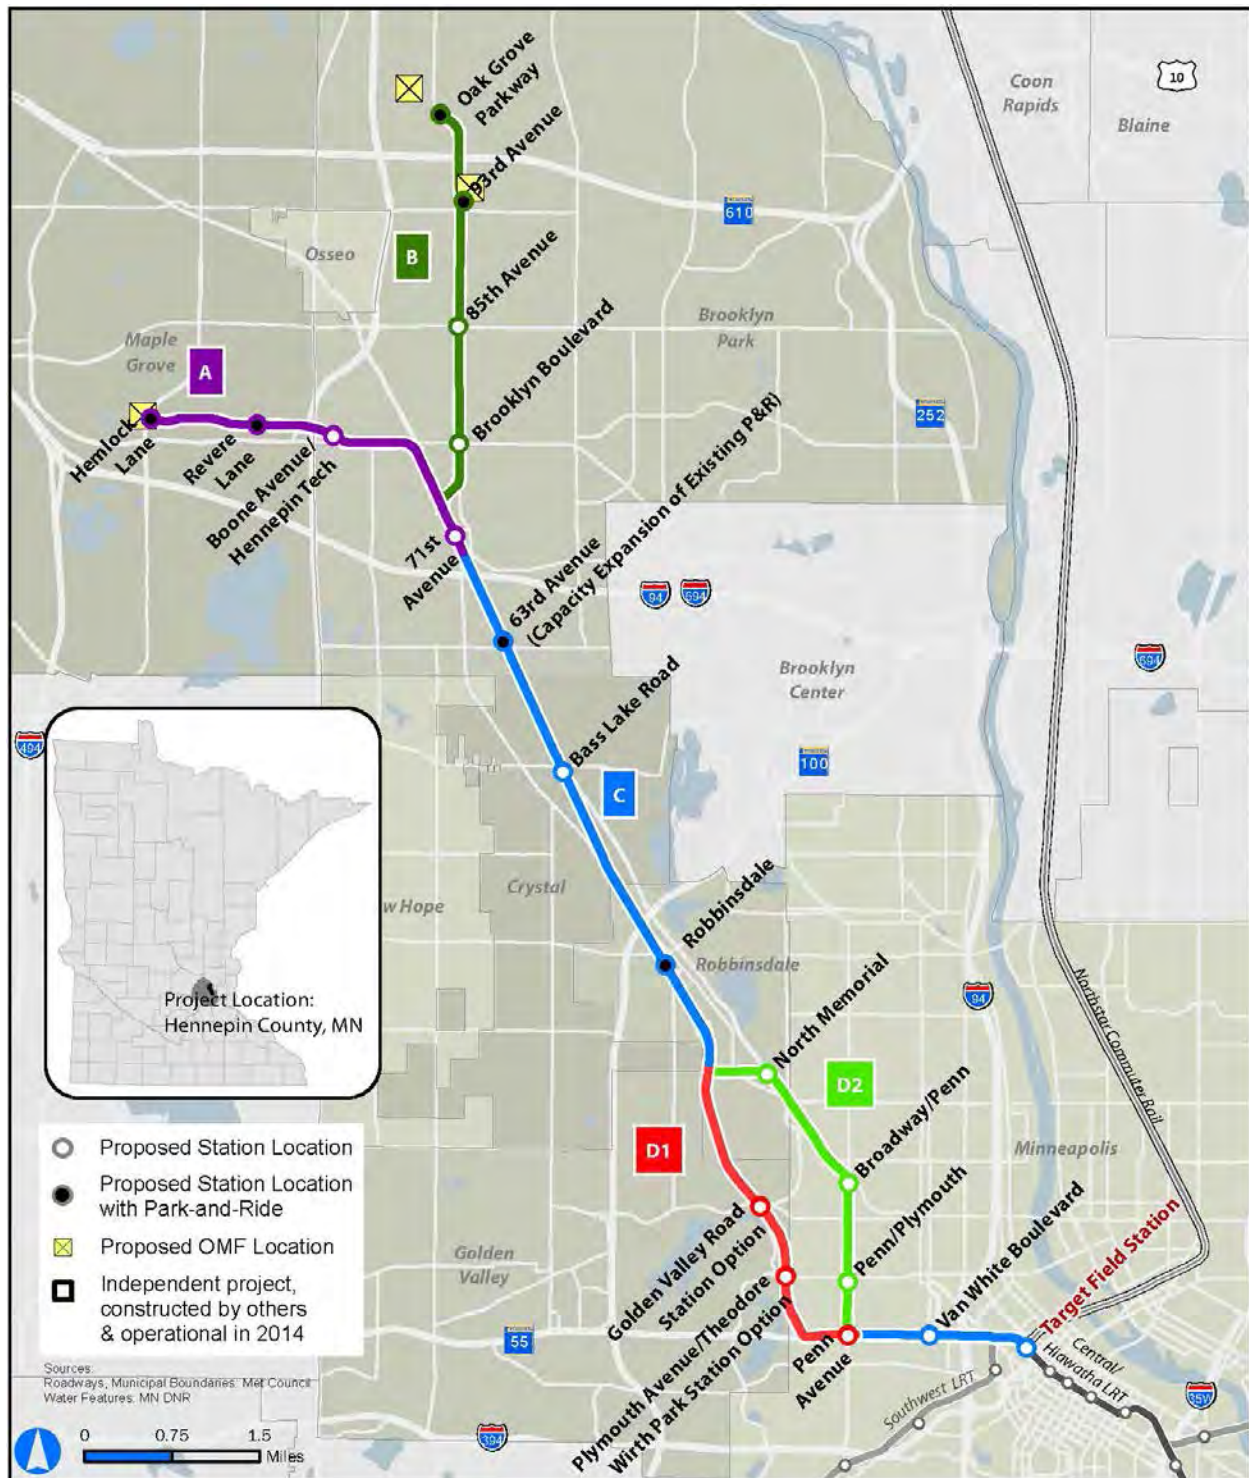 Oak Grove
Parkway
10
Coon
Rapids
Blaine
93rd Avenue
610
B
Osseo
85th Avenue
Brooklyn
Park
Maple
Grove
A
Brooklyn Boulevard
252
Hemlock
Lane
Revere
Lane
Boone Avenue/
Hennepin Tech
71st
Avenue
63rd Avenue
(Capacity Expansion of Existing P&R)
94
694
694
Brooklyn
Center
494
Bass Lake Road
100
C
Crystal
w Hope
Robbinsdale
Robbinsdale
Project Location:
Hennepin County, MN
94
Northstar Commuter Rail
North Memorial
D2
Broadway/Penn
Minneapolis
D1
Penn/Plymouth
Van White Boulevard
Target Field Station
Golden Valley Road
Station Option
Golden
Valley
Plymouth Avenue/Theodore
Wirth Park Station Option
Penn
Avenue
55
Central/
Hiawatha LRT
Southwest LRT
35W
394
Proposed Station Location
Proposed Station Location
with Park-and-Ride
Proposed OMF Location
Independent project,
constructed by others
& operational in 2014
Sources:
Roadways, Municipal Boundaries: Met Council
Water Features: MN DNR
0 0.75 1.5
Miles